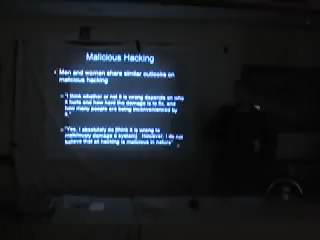 Malicious Hacking
• Men and women share similar outlooks on
malicious hacking
"I think whether or not it is wrong depends on who
it hurts and how hard the damage is to fix, and
how many people are being inconvenienced by
it."
"Yes, I absolutely do [think it is wrong to
maliciously damage a system]. However, I do not
believe that all hacking is malicious in nature"